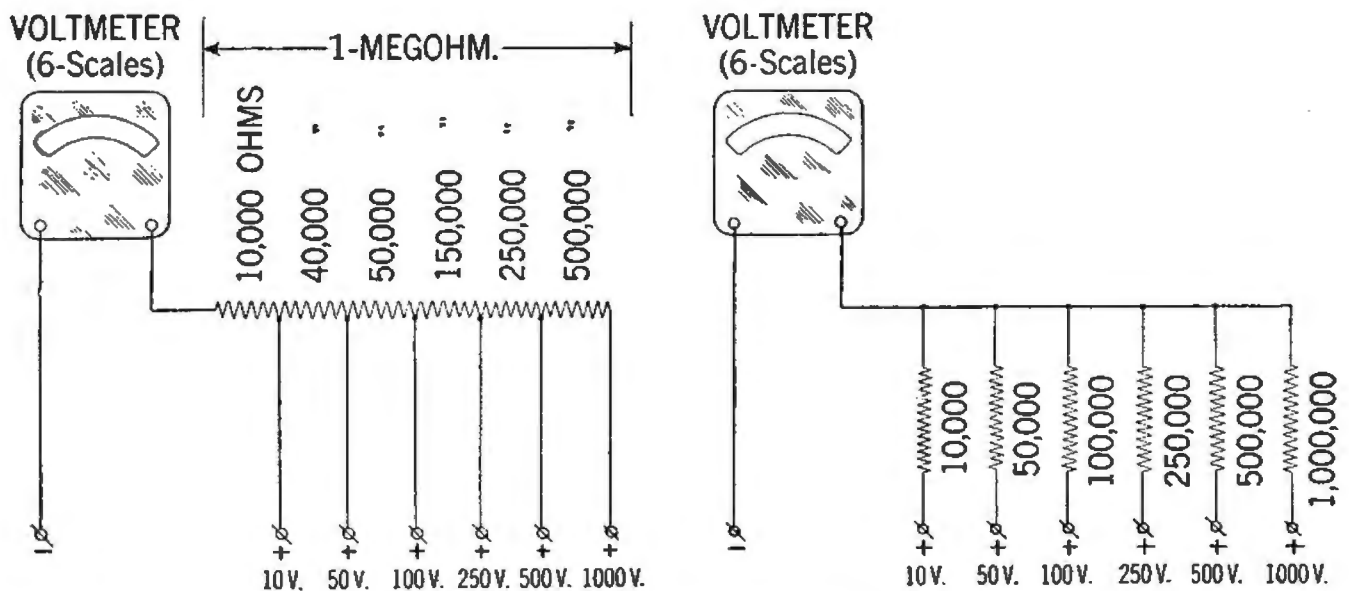 VOLTMETER
(6-Scales)
1-MEGOHM.
10,000 OHMS
40,000 "
50,000 "
150,000 "
250,000 "
500,000 "
−
+
+
+
+
+
+
10 V.
50 V.
100 V.
250 V.
500 V.
1000 V.
VOLTMETER
(6-Scales)
10,000
50,000
100,000
250,000
500,000
1,000,000
−
+
+
+
+
+
+
10 V.
50 V.
100 V.
250 V.
500 V.
1000 V.